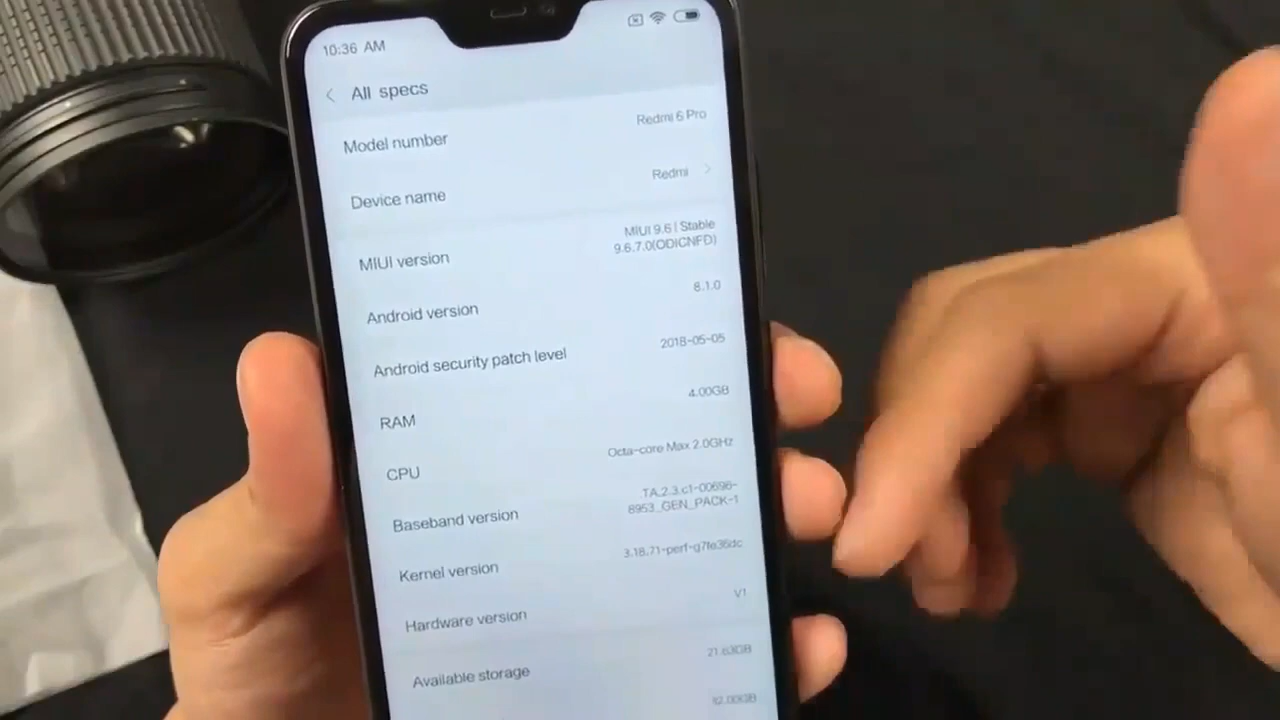 10:36 AM
All specs
Model number Redmi 6 Pro
Device name Redmi
MIUI version MIUI 9.6 | Stable
9.6.7.0(ODICNFD)
Android version 8.1.0
Android security patch level 2018-05-05
RAM 4.00GB
CPU Octa-core Max 2.0GHz
Baseband version TA.2.3.c1-00696-
8953_GEN_PACK-1
Kernel version 3.18.71-perf-g7fe36dc
Hardware version V1
Available storage 21.63GB